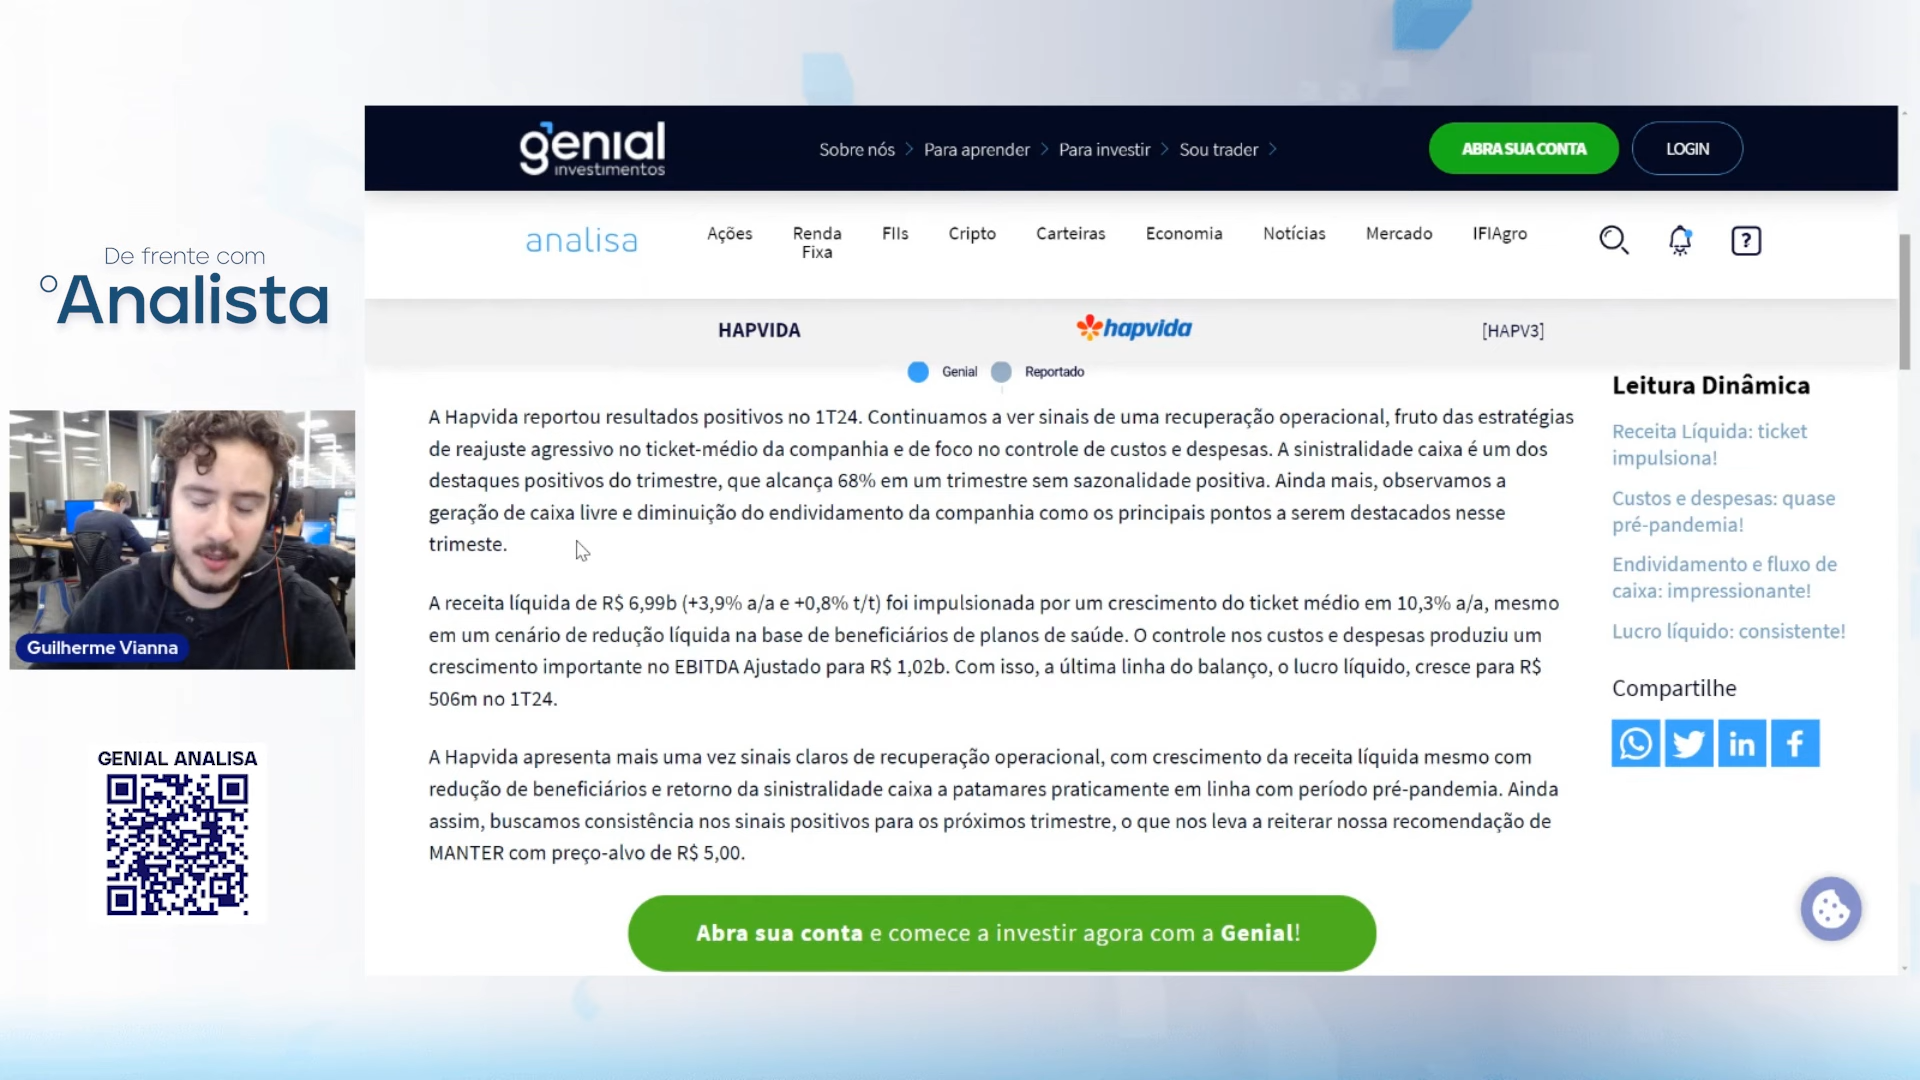 De frente com
o Analista
Guilherme Vianna
GENIAL ANALISA
genial
investimentos
Sobre nós
Para aprender
Para investir
Sou trader
ABRA SUA CONTA
LOGIN
analisa
Ações
Renda
Fixa
FIIs
Cripto
Carteiras
Economia
Notícias
Mercado
IFIAgro
?
HAPVIDA
hapvida
[HAPV3]
Genial
Reportado
A Hapvida reportou resultados positivos no 1T24. Continuamos a ver sinais de uma recuperação operacional, fruto das estratégias
de reajuste agressivo no ticket-médio da companhia e de foco no controle de custos e despesas. A sinistralidade caixa é um dos
destaques positivos do trimestre, que alcança 68% em um trimestre sem sazonalidade positiva. Ainda mais, observamos a
geração de caixa livre e diminuição do endividamento da companhia como os principais pontos a serem destacados nesse
trimeste.
A receita líquida de R$ 6,99b (+3,9% a/a e +0,8% t/t) foi impulsionada por um crescimento do ticket médio em 10,3% a/a, mesmo
em um cenário de redução líquida na base de beneficiários de planos de saúde. O controle nos custos e despesas produziu um
crescimento importante no EBITDA Ajustado para R$ 1,02b. Com isso, a última linha do balanço, o lucro líquido, cresce para R$
506m no 1T24.
A Hapvida apresenta mais uma vez sinais claros de recuperação operacional, com crescimento da receita líquida mesmo com
redução de beneficiários e retorno da sinistralidade caixa a patamares praticamente em linha com período pré-pandemia. Ainda
assim, buscamos consistência nos sinais positivos para os próximos trimestre, o que nos leva a reiterar nossa recomendação de
MANTER com preço-alvo de R$ 5,00.
Abra sua conta e comece a investir agora com a Genial!
Leitura Dinâmica
Receita Líquida: ticket
impulsiona!
Custos e despesas: quase
pré-pandemia!
Endividamento e fluxo de
caixa: impressionante!
Lucro líquido: consistente!
Compartilhe